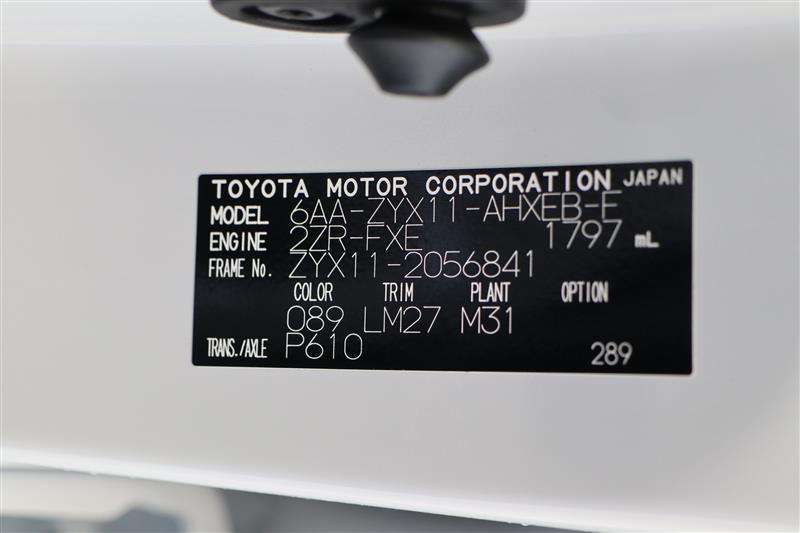 TOYOTA MOTOR CORPORATION JAPAN
MODEL 6AA-ZYX11-AHXEB-E
ENGINE 2ZR-FXE 1797 mL
FRAME No. ZYX11-2056841
COLOR TRIM PLANT OPTION
089 LM27 M31
TRANS./AXLE P610 289